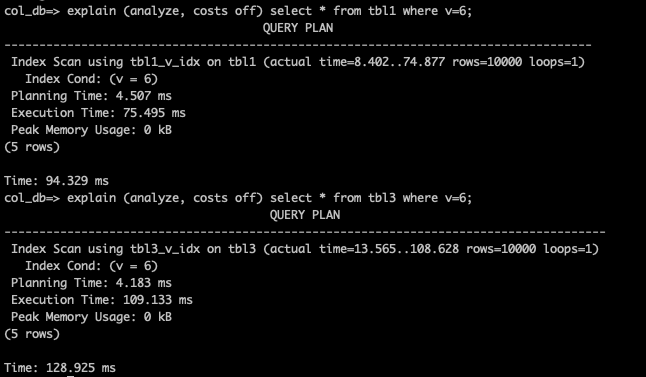 col_db=> explain (analyze, costs off) select * from tbl1 where v=6;
QUERY PLAN
--------------------------------------------------------------------------------
Index Scan using tbl1_v_idx on tbl1 (actual time=8.402..74.877 rows=10000 loops=1)
Index Cond: (v = 6)
Planning Time: 4.507 ms
Execution Time: 75.495 ms
Peak Memory Usage: 0 kB
(5 rows)
Time: 94.329 ms
col_db=> explain (analyze, costs off) select * from tbl3 where v=6;
QUERY PLAN
----------------------------------------------------------------------------------
Index Scan using tbl3_v_idx on tbl3 (actual time=13.565..108.628 rows=10000 loops=1)
Index Cond: (v = 6)
Planning Time: 4.183 ms
Execution Time: 109.133 ms
Peak Memory Usage: 0 kB
(5 rows)
Time: 128.925 ms